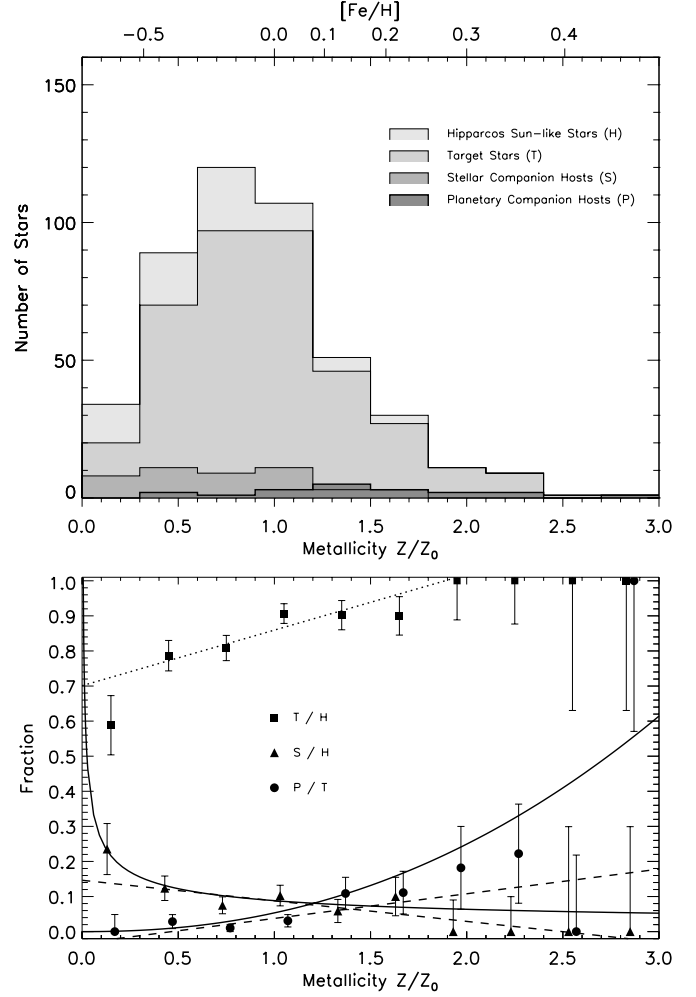 [Fe/H]
−0.5 0.0 0.1 0.2 0.3 0.4
150
100
50
0
Number of Stars
Hipparcos Sun−like Stars (H)
Target Stars (T)
Stellar Companion Hosts (S)
Planetary Companion Hosts (P)
0.0 0.5 1.0 1.5 2.0 2.5 3.0
Metallicity Z/Z0
1.0
0.9
0.8
0.7
0.6
0.5
0.4
0.3
0.2
0.1
0.0
Fraction
T / H
S / H
P / T
0.0 0.5 1.0 1.5 2.0 2.5 3.0
Metallicity Z/Z0